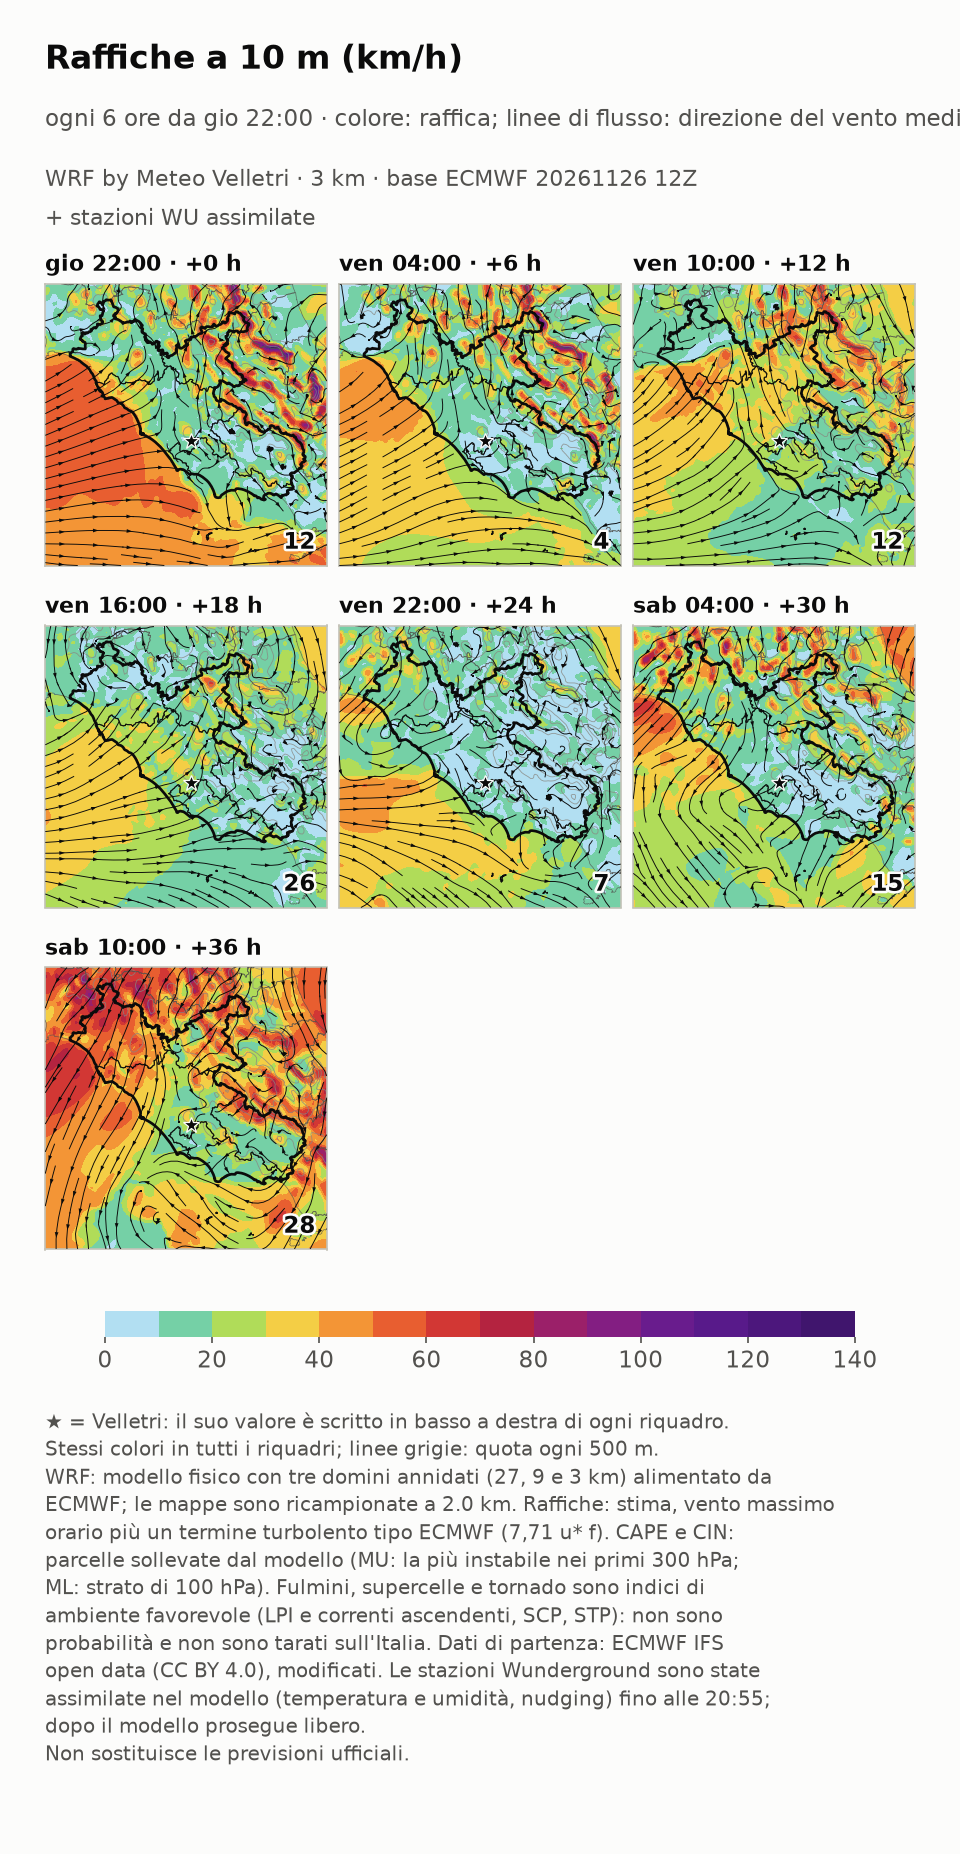 Raffiche a 10 m (km/h)
ogni 6 ore da gio 22:00 · colore: raffica; linee di flusso: direzione del vento medi
WRF by Meteo Velletri · 3 km · base ECMWF 20261126 12Z
+ stazioni WU assimilate
gio 22:00 · +0 h
ven 04:00 · +6 h
ven 10:00 · +12 h
12
4
12
ven 16:00 · +18 h
ven 22:00 · +24 h
sab 04:00 · +30 h
26
7
15
sab 10:00 · +36 h
28
0 20 40 60 80 100 120 140
★ = Velletri: il suo valore è scritto in basso a destra di ogni riquadro.
Stessi colori in tutti i riquadri; linee grigie: quota ogni 500 m.
WRF: modello fisico con tre domini annidati (27, 9 e 3 km) alimentato da
ECMWF; le mappe sono ricampionate a 2.0 km. Raffiche: stima, vento massimo
orario più un termine turbolento tipo ECMWF (7,71 u* f). CAPE e CIN:
parcelle sollevate dal modello (MU: la più instabile nei primi 300 hPa;
ML: strato di 100 hPa). Fulmini, supercelle e tornado sono indici di
ambiente favorevole (LPI e correnti ascendenti, SCP, STP): non sono
probabilità e non sono tarati sull'Italia. Dati di partenza: ECMWF IFS
open data (CC BY 4.0), modificati. Le stazioni Wunderground sono state
assimilate nel modello (temperatura e umidità, nudging) fino alle 20:55;
dopo il modello prosegue libero.
Non sostituisce le previsioni ufficiali.